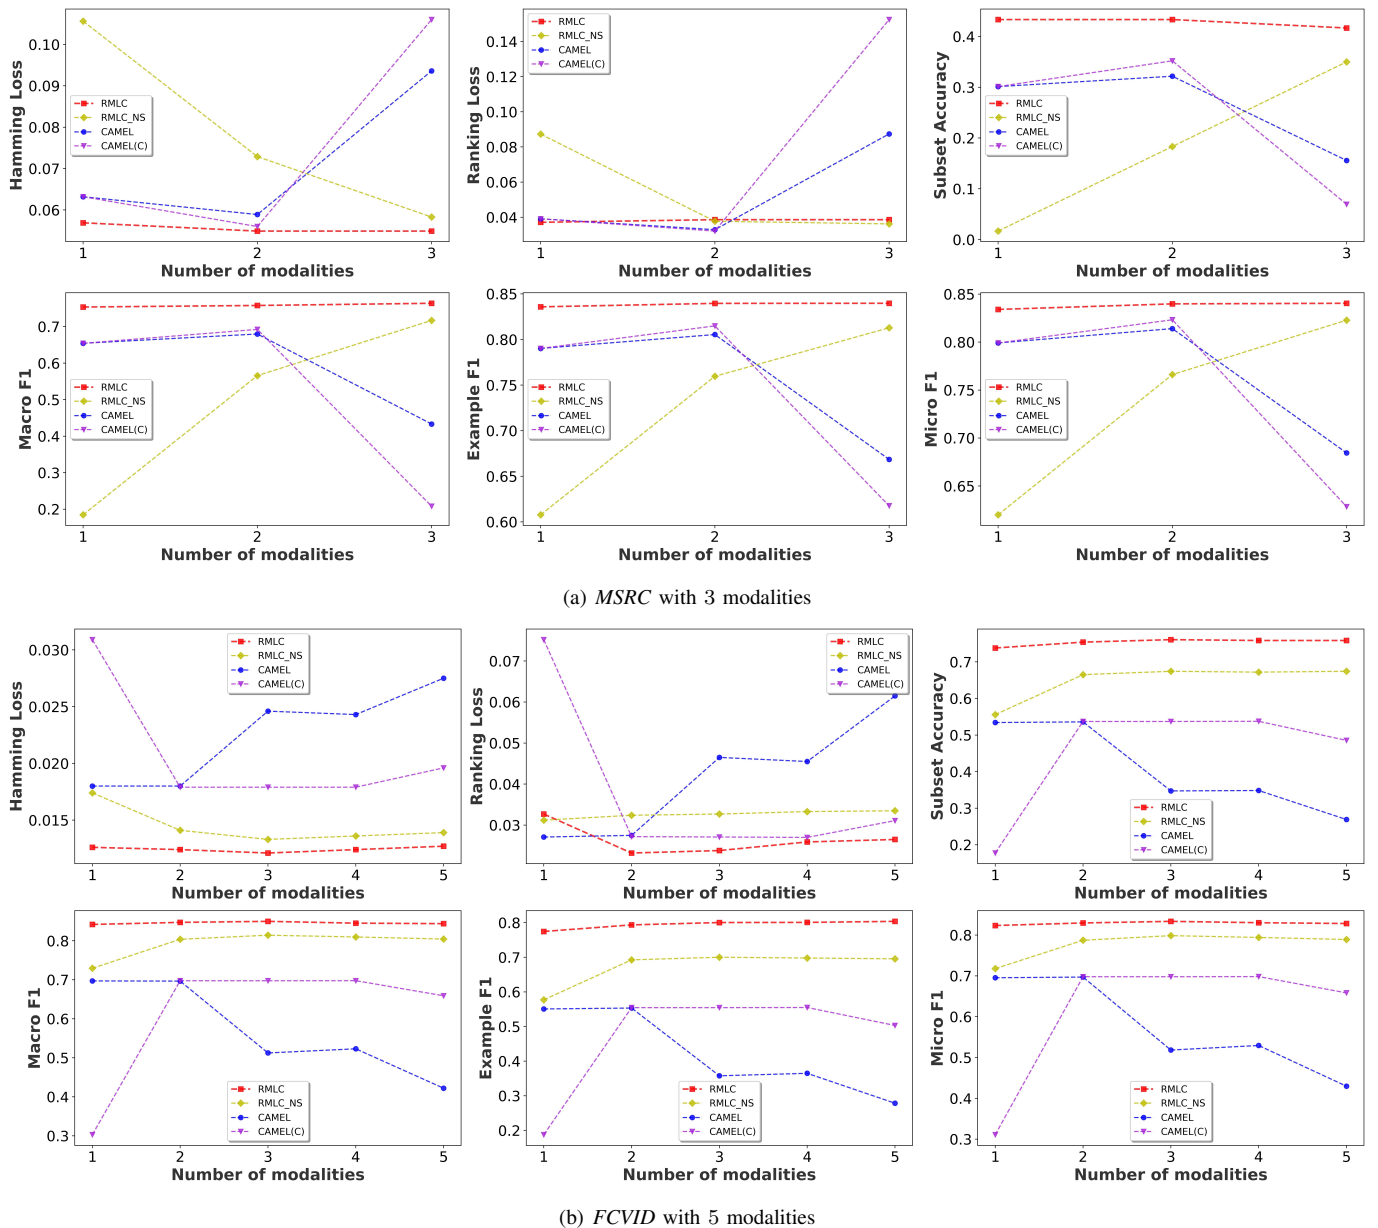 Hamming Loss
0.10
0.09
0.08
0.07
0.06
RMLC
RMLC_NS
CAMEL
CAMEL(C)
1 2 3
Number of modalities
Ranking Loss
0.14
0.12
0.10
0.08
0.06
0.04
RMLC
RMLC_NS
CAMEL
CAMEL(C)
1 2 3
Number of modalities
Subset Accuracy
0.4
0.3
0.2
0.1
0.0
RMLC
RMLC_NS
CAMEL
CAMEL(C)
1 2 3
Number of modalities
Macro F1
0.7
0.6
0.5
0.4
0.3
0.2
RMLC
RMLC_NS
CAMEL
CAMEL(C)
1 2 3
Number of modalities
Example F1
0.85
0.80
0.75
0.70
0.65
0.60
RMLC
RMLC_NS
CAMEL
CAMEL(C)
1 2 3
Number of modalities
Micro F1
0.85
0.80
0.75
0.70
0.65
RMLC
RMLC_NS
CAMEL
CAMEL(C)
1 2 3
Number of modalities
(a) MSRC with 3 modalities
Hamming Loss
0.030
0.025
0.020
0.015
RMLC
RMLC_NS
CAMEL
CAMEL(C)
1 2 3 4 5
Number of modalities
Ranking Loss
0.07
0.06
0.05
0.04
0.03
RMLC
RMLC_NS
CAMEL
CAMEL(C)
1 2 3 4 5
Number of modalities
Subset Accuracy
0.7
0.6
0.5
0.4
0.3
0.2
RMLC
RMLC_NS
CAMEL
CAMEL(C)
1 2 3 4 5
Number of modalities
Macro F1
0.8
0.7
0.6
0.5
0.4
0.3
RMLC
RMLC_NS
CAMEL
CAMEL(C)
1 2 3 4 5
Number of modalities
Example F1
0.8
0.7
0.6
0.5
0.4
0.3
0.2
RMLC
RMLC_NS
CAMEL
CAMEL(C)
1 2 3 4 5
Number of modalities
Micro F1
0.8
0.7
0.6
0.5
0.4
0.3
RMLC
RMLC_NS
CAMEL
CAMEL(C)
1 2 3 4 5
Number of modalities
(b) FCVID with 5 modalities